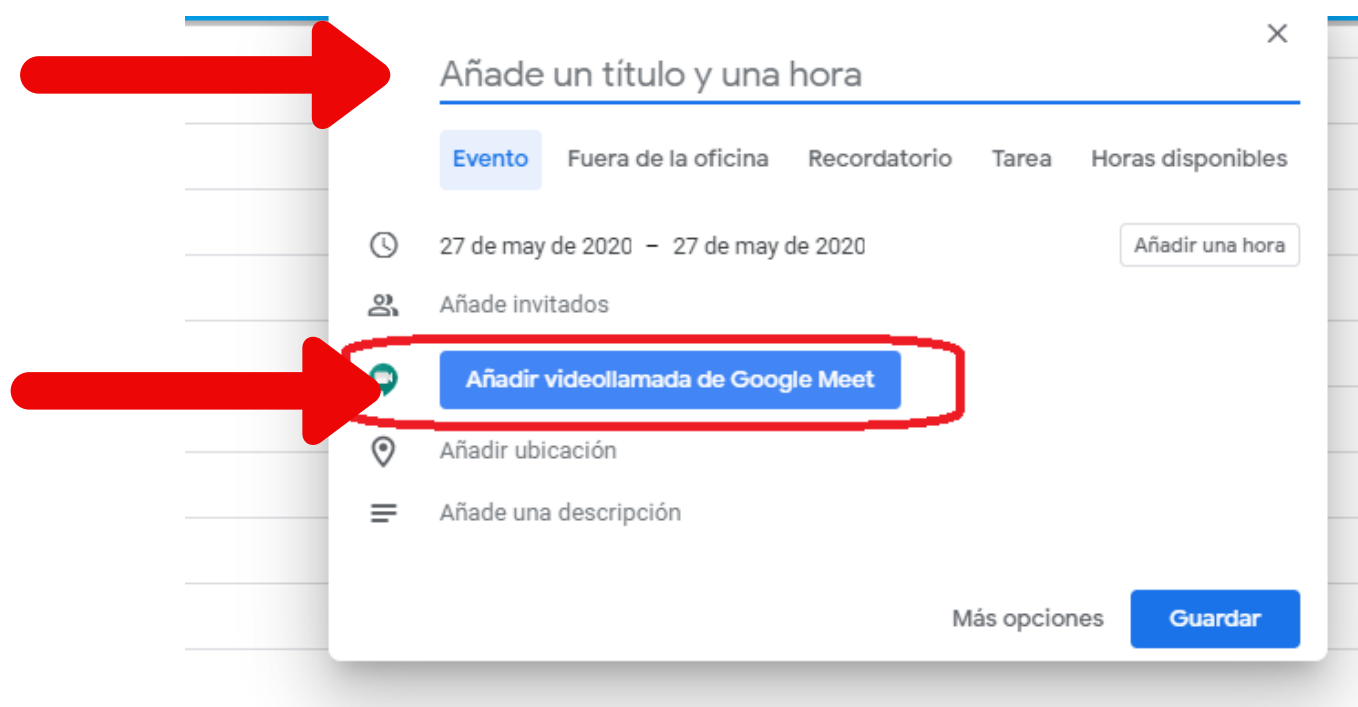 Añade un título y una hora
Evento Fuera de la oficina Recordatorio Tarea Horas disponibles
27 de may de 2020 – 27 de may de 2020 Añadir una hora
Añade invitados
Añadir videollamada de Google Meet
Añadir ubicación
Añade una descripción
Más opciones Guardar